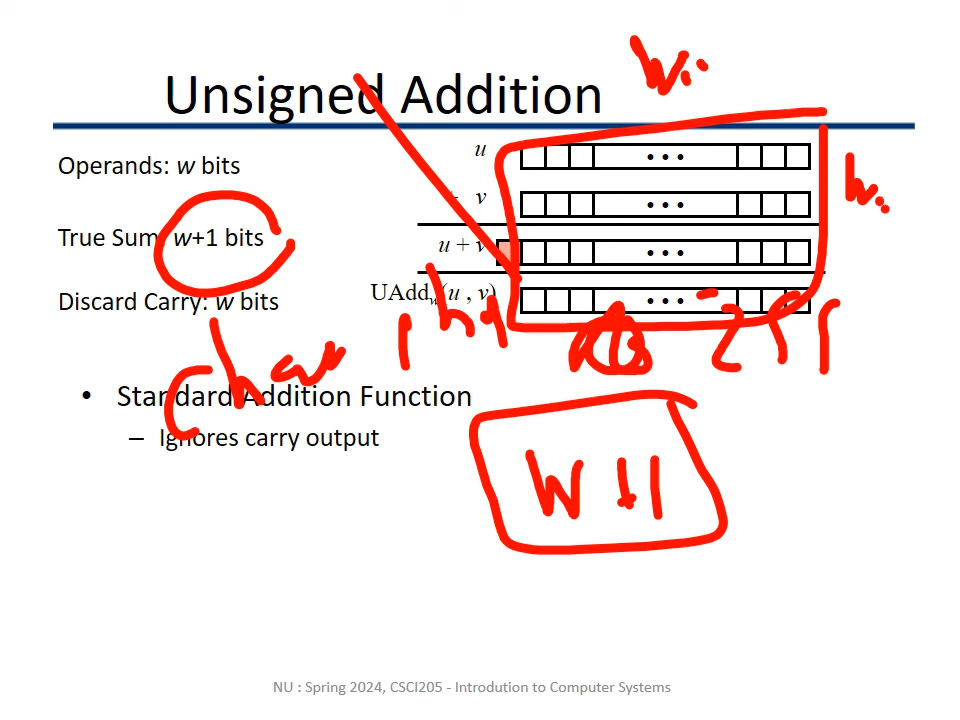 Unsigned Addition
w..
Operands: w bits
u
True Sum: w+1 bits
+ v
u + v
Discard Carry: w bits
UAddw(u , v)
char
• Standard Addition Function
– Ignores carry output
w+1
NU : Spring 2024, CSCI205 - Introdution to Computer Systems